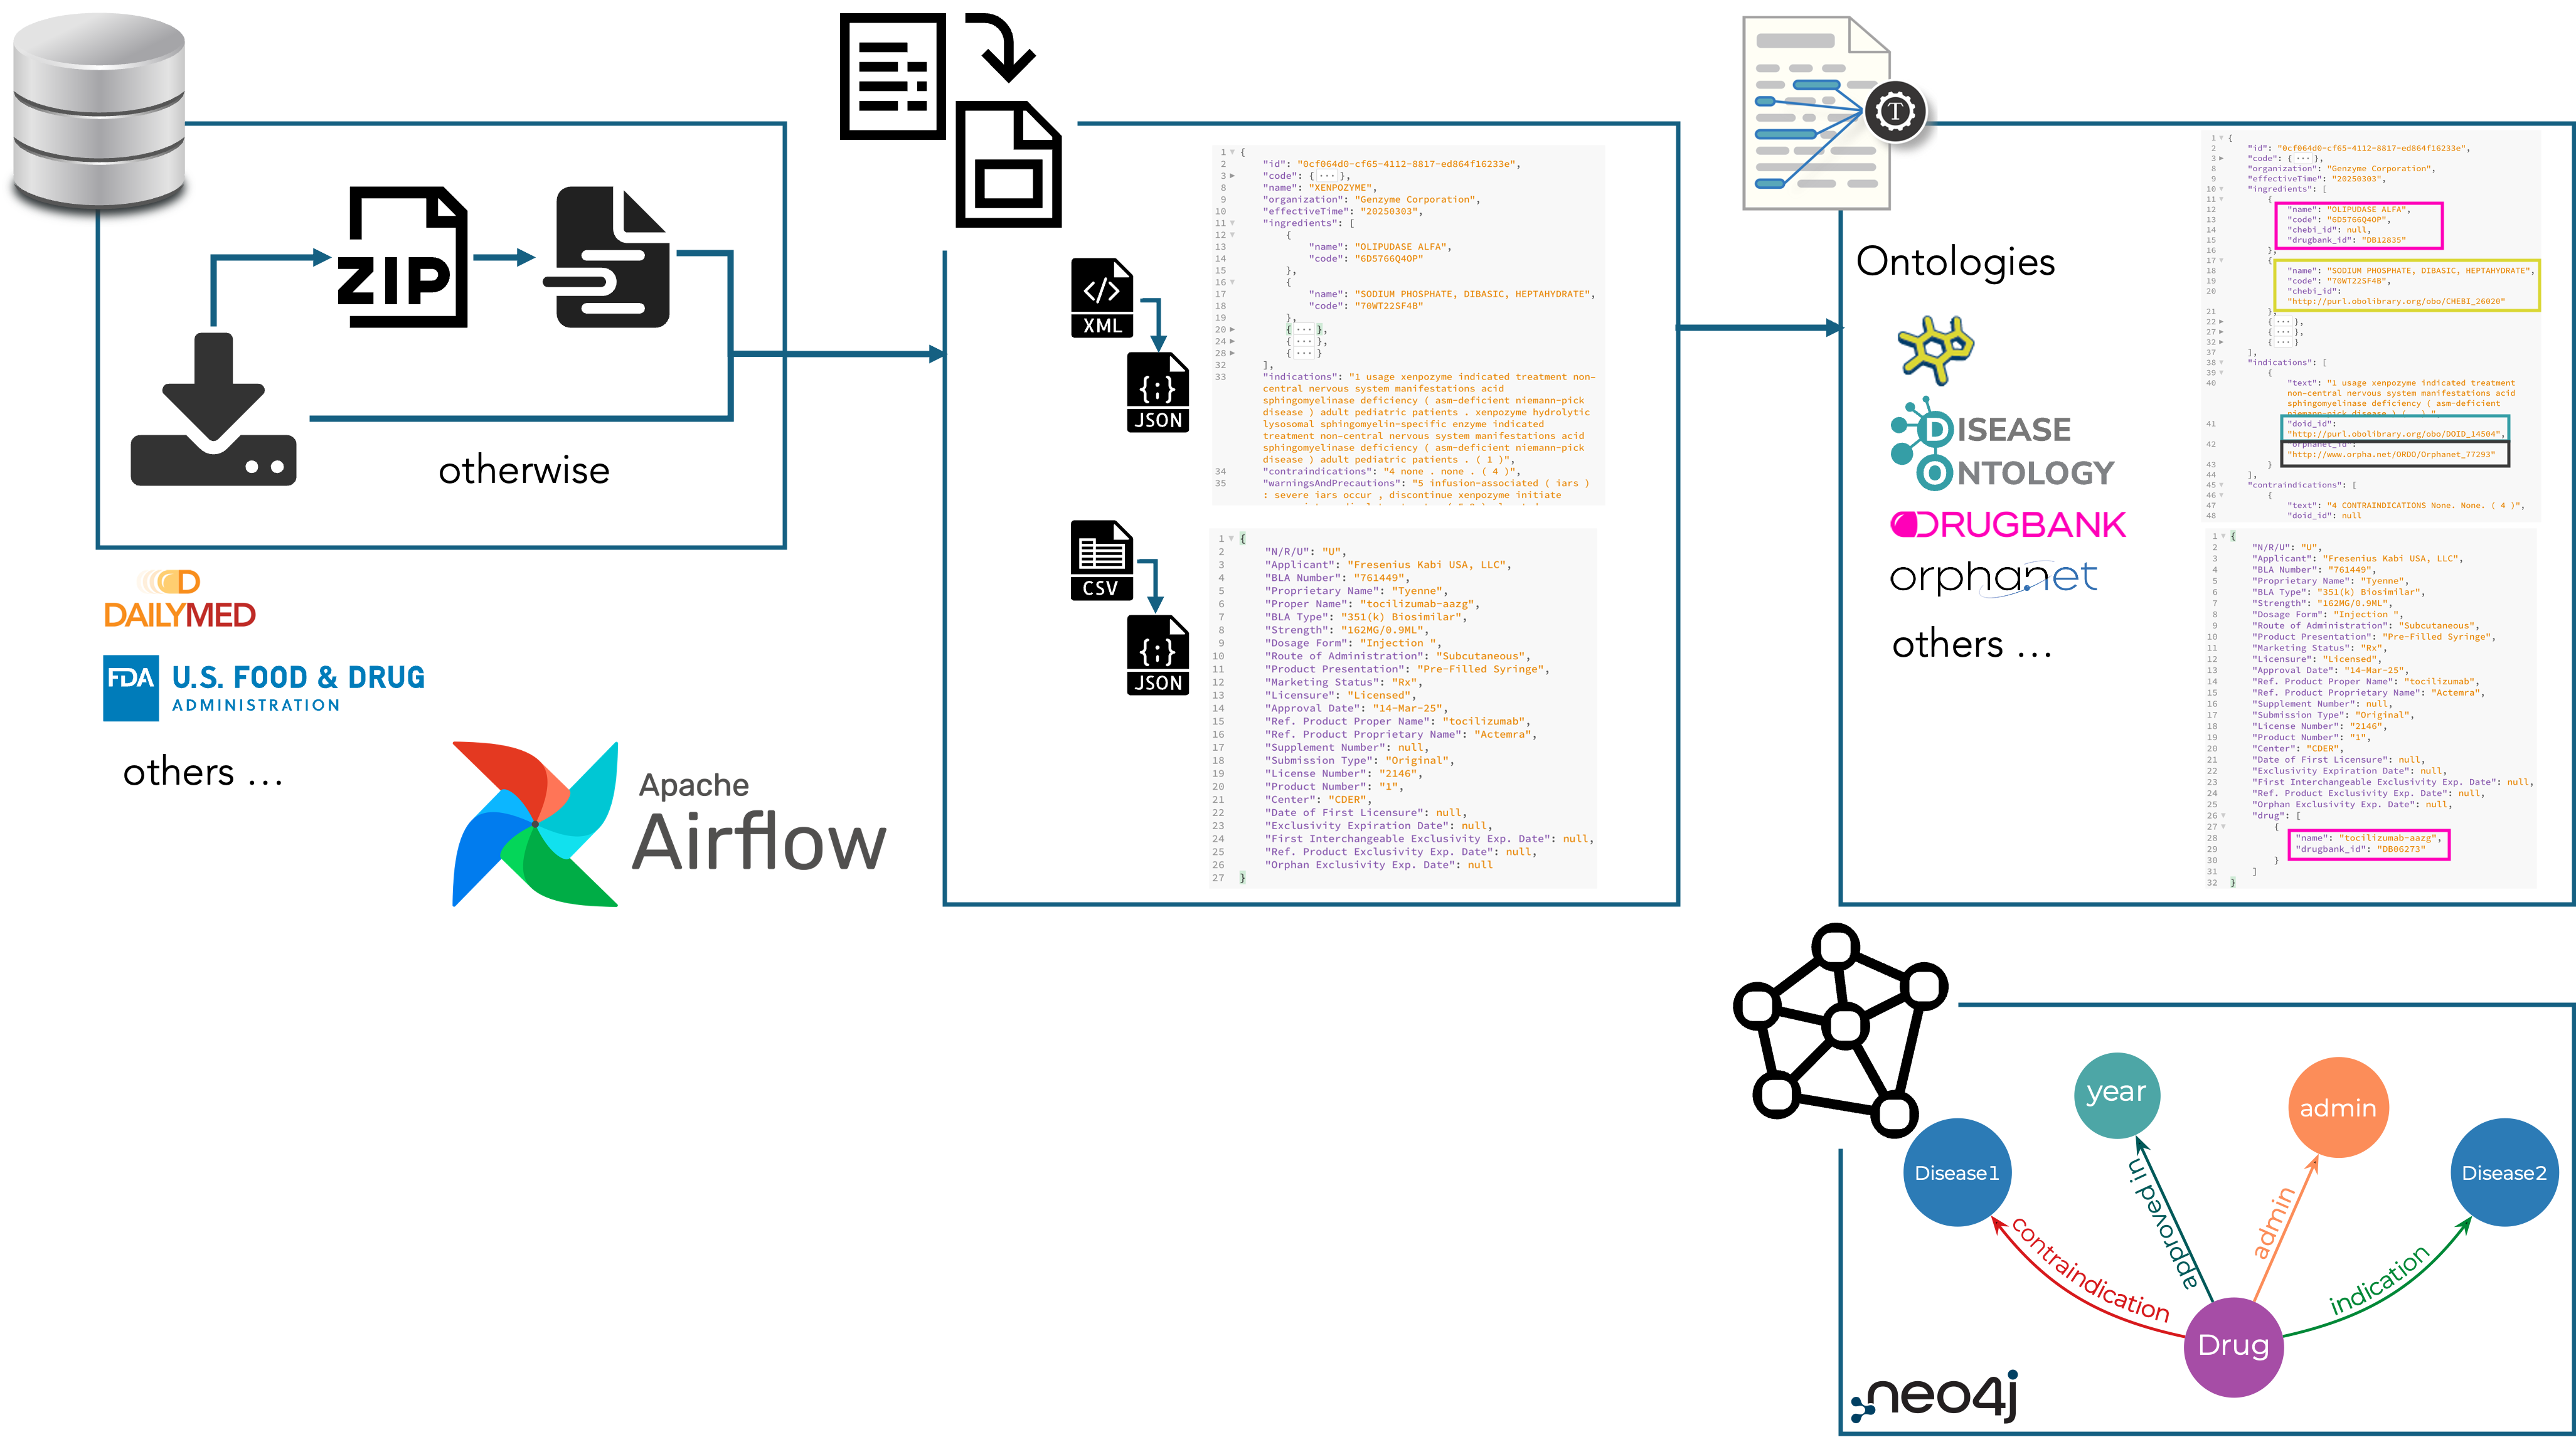 ZIP
otherwise
DAILYMED
FDA U.S. FOOD & DRUG
ADMINISTRATION
others ...
Apache
Airflow
</> XML
{;} JSON
1 {
2 "id": "0cf064d0-cf65-4112-8817-ed864f16233e",
3 "code": { ... },
8 "name": "XENPOZYME",
9 "organization": "Genzyme Corporation",
10 "effectiveTime": "20250303",
11 "ingredients": [
12 {
13 "name": "OLIPUDASE ALFA",
14 "code": "6D5766Q4OP"
15 },
16 {
17 "name": "SODIUM PHOSPHATE, DIBASIC, HEPTAHYDRATE",
18 "code": "70WT22SF4B"
19 },
20 { ... },
24 { ... },
28 { ... }
32 ],
33 "indications": "1 usage xenpozyme indicated treatment non-
central nervous system manifestations acid
sphingomyelinase deficiency ( asm-deficient niemann-pick
disease ) adult pediatric patients . xenpozyme hydrolytic
lysosomal sphingomyelin-specific enzyme indicated
treatment non-central nervous system manifestations acid
sphingomyelinase deficiency ( asm-deficient niemann-pick
disease ) adult pediatric patients . ( 1 )",
34 "contraindications": "4 none . none . ( 4 )",
35 "warningsAndPrecautions": "5 infusion-associated ( iars )
: severe iars occur , discontinue xenpozyme initiate
CSV
{;} JSON
1 {
2 "N/R/U": "U",
3 "Applicant": "Fresenius Kabi USA, LLC",
4 "BLA Number": "761449",
5 "Proprietary Name": "Tyenne",
6 "Proper Name": "tocilizumab-aazg",
7 "BLA Type": "351(k) Biosimilar",
8 "Strength": "162MG/0.9ML",
9 "Dosage Form": "Injection ",
10 "Route of Administration": "Subcutaneous",
11 "Product Presentation": "Pre-Filled Syringe",
12 "Marketing Status": "Rx",
13 "Licensure": "Licensed",
14 "Approval Date": "14-Mar-25",
15 "Ref. Product Proper Name": "tocilizumab",
16 "Ref. Product Proprietary Name": "Actemra",
17 "Supplement Number": null,
18 "Submission Type": "Original",
19 "License Number": "2146",
20 "Product Number": "1",
21 "Center": "CDER",
22 "Date of First Licensure": null,
23 "Exclusivity Expiration Date": null,
24 "First Interchangeable Exclusivity Exp. Date": null,
25 "Ref. Product Exclusivity Exp. Date": null,
26 "Orphan Exclusivity Exp. Date": null
27 }
T
Ontologies
DISEASE
ONTOLOGY
DRUGBANK
orphanet
others ...
1 {
2 "id": "0cf064d0-cf65-4112-8817-ed864f16233e",
3 "code": { ... },
8 "organization": "Genzyme Corporation",
9 "effectiveTime": "20250303",
10 "ingredients": [
11 {
12 "name": "OLIPUDASE ALFA",
13 "code": "6D5766Q4OP",
14 "chebi_id": null,
15 "drugbank_id": "DB12835"
16 },
17 {
18 "name": "SODIUM PHOSPHATE, DIBASIC, HEPTAHYDRATE",
19 "code": "70WT22SF4B",
20 "chebi_id":
"http://purl.obolibrary.org/obo/CHEBI_26020"
21 },
22 { ... },
27 { ... },
32 { ... }
37 ],
38 "indications": [
39 {
40 "text": "1 usage xenpozyme indicated treatment
non-central nervous system manifestations acid
sphingomyelinase deficiency ( asm-deficient
41 "doid_id":
"http://purl.obolibrary.org/obo/DOID_14504",
42 "orphanet_id":
"http://www.orpha.net/ORDO/Orphanet_77293"
43 }
44 ],
45 "contraindications": [
46 {
47 "text": "4 CONTRAINDICATIONS None. None. ( 4 )",
48 "doid_id": null
1 {
2 "N/R/U": "U",
3 "Applicant": "Fresenius Kabi USA, LLC",
4 "BLA Number": "761449",
5 "Proprietary Name": "Tyenne",
6 "BLA Type": "351(k) Biosimilar",
7 "Strength": "162MG/0.9ML",
8 "Dosage Form": "Injection ",
9 "Route of Administration": "Subcutaneous",
10 "Product Presentation": "Pre-Filled Syringe",
11 "Marketing Status": "Rx",
12 "Licensure": "Licensed",
13 "Approval Date": "14-Mar-25",
14 "Ref. Product Proper Name": "tocilizumab",
15 "Ref. Product Proprietary Name": "Actemra",
16 "Supplement Number": null,
17 "Submission Type": "Original",
18 "License Number": "2146",
19 "Product Number": "1",
20 "Center": "CDER",
21 "Date of First Licensure": null,
22 "Exclusivity Expiration Date": null,
23 "First Interchangeable Exclusivity Exp. Date": null,
24 "Ref. Product Exclusivity Exp. Date": null,
25 "Orphan Exclusivity Exp. Date": null,
26 "drug": [
27 {
28 "name": "tocilizumab-aazg",
29 "drugbank_id": "DB06273"
30 }
31 ]
32 }
year
admin
Disease1
Disease2
contraindication
approved in
admin
indication
Drug
neo4j